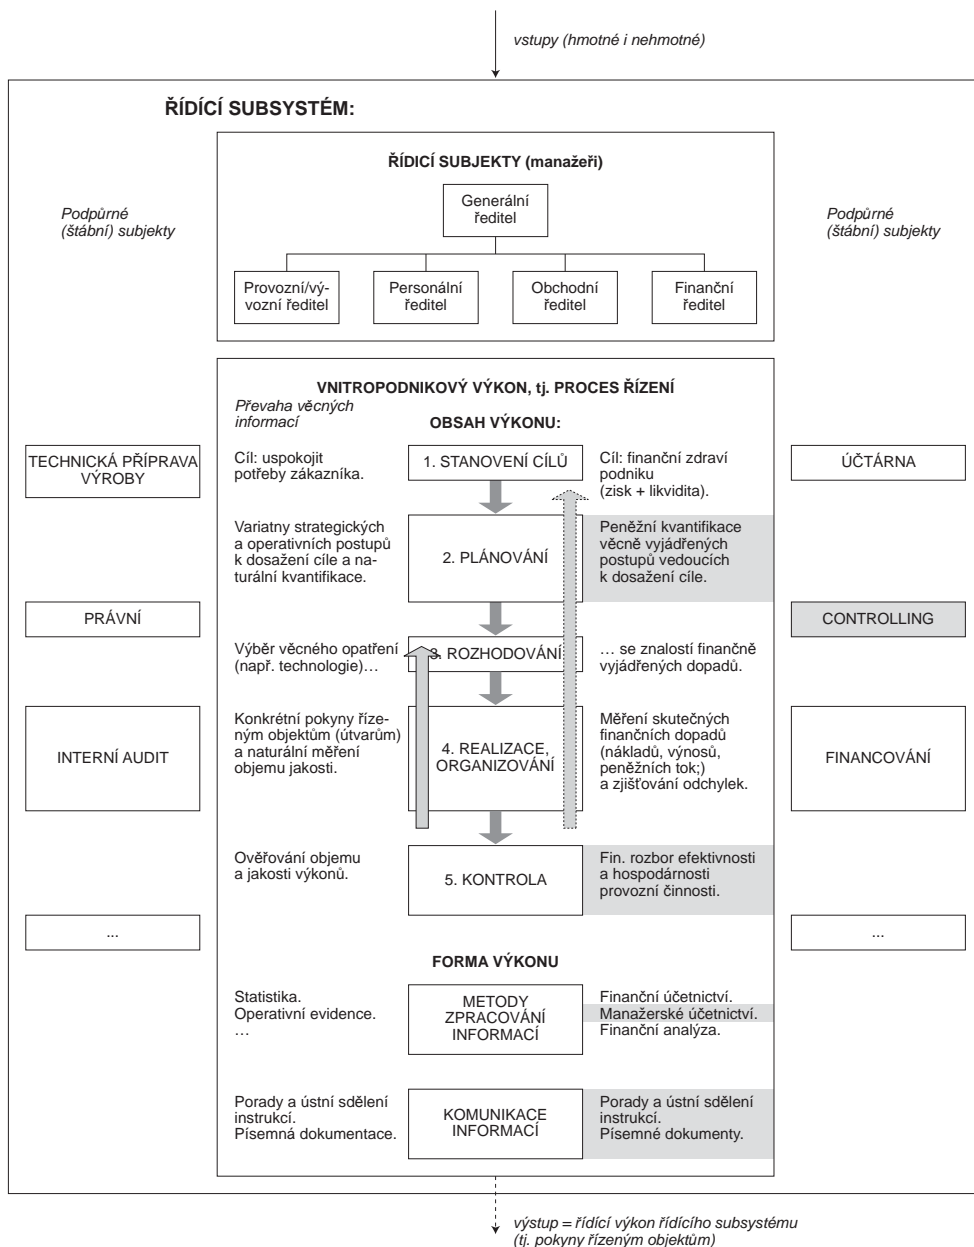 vstupy (hmotné i nehmotné)
ŘÍDÍCÍ SUBSYSTÉM:
ŘÍDICÍ SUBJEKTY (manažeři)
Generální
ředitel
Podpůrné
(štábní) subjekty
Podpůrné
(štábní) subjekty
Provozní/vý-
vozní ředitel
Personální
ředitel
Obchodní
ředitel
Finanční
ředitel
VNITROPODNIKOVÝ VÝKON, tj. PROCES ŘÍZENÍ
Převaha věcných
informací
OBSAH VÝKONU:
TECHNICKÁ PŘÍPRAVA
VÝROBY
Cíl: uspokojit
potřeby zákazníka.
1. STANOVENÍ CÍLŮ
Cíl: finanční zdraví
podniku
(zisk + likvidita).
ÚČTÁRNA
Variatny strategických
a operativních postupů
k dosažení cíle a na-
turální kvantifikace.
2. PLÁNOVÁNÍ
Peněžní kvantifikace
věcně vyjádřených
postupů vedoucích
k dosažení cíle.
PRÁVNÍ
CONTROLLING
Výběr věcného opatření
(např. technologie)…
3. ROZHODOVÁNÍ
… se znalostí finančně
vyjádřených dopadů.
INTERNÍ AUDIT
Konkrétní pokyny říze-
ným objektům (útvarům)
a naturální měření
objemu jakosti.
4. REALIZACE,
ORGANIZOVÁNÍ
Měření skutečných
finančních dopadů
(nákladů, výnosů,
peněžních tok;)
a zjišťování odchylek.
FINANCOVÁNÍ
Ověřování objemu
a jakosti výkonů.
5. KONTROLA
Fin. rozbor efektivnosti
a hospodárnosti
provozní činnosti.
...
...
FORMA VÝKONU
Statistika.
Operativní evidence.
…
METODY
ZPRACOVÁNÍ
INFORMACÍ
Finanční účetnictví.
Manažerské účetnictví.
Finanční analýza.
Porady a ústní sdělení
instrukcí.
Písemná dokumentace.
KOMUNIKACE
INFORMACÍ
Porady a ústní sdělení
instrukcí.
Písemné dokumenty.
výstup = řídící výkon řídícího subsystému
(tj. pokyny řízeným objektům)